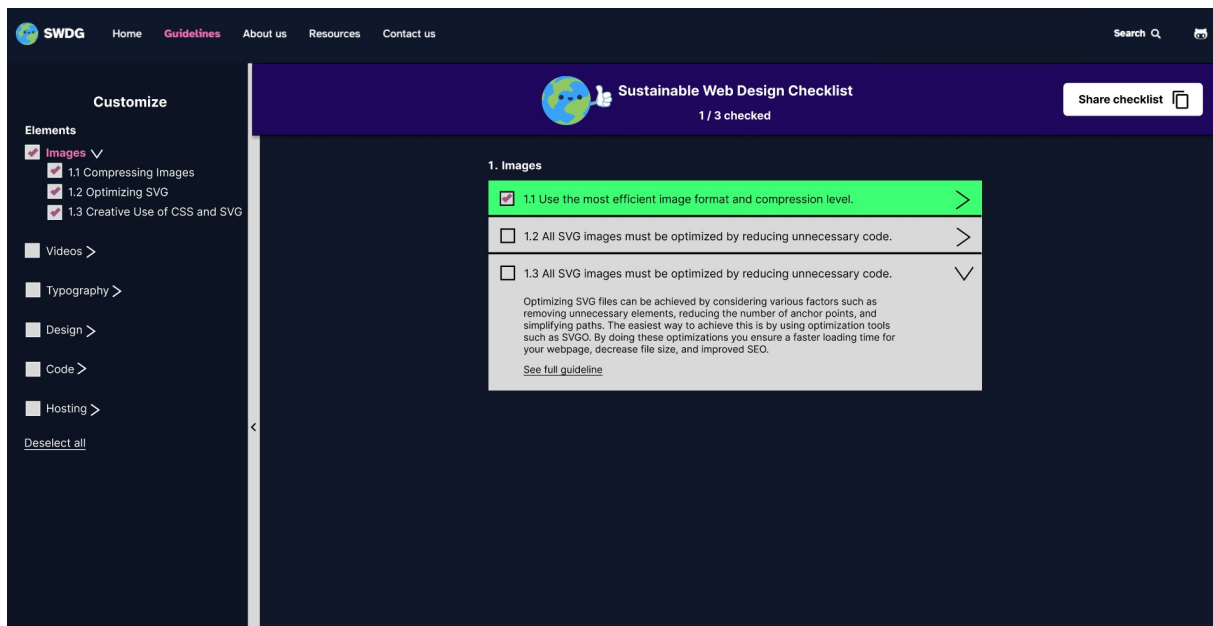 SWDG
Home
Guidelines
About us
Resources
Contact us
Search
Customize
Elements
Images
1.1 Compressing Images
1.2 Optimizing SVG
1.3 Creative Use of CSS and SVG
Videos
Typography
Design
Code
Hosting
Deselect all
Sustainable Web Design Checklist
1 / 3 checked
Share checklist
1. Images
1.1 Use the most efficient image format and compression level.
1.2 All SVG images must be optimized by reducing unnecessary code.
1.3 All SVG images must be optimized by reducing unnecessary code.
Optimizing SVG files can be achieved by considering various factors such as
removing unnecessary elements, reducing the number of anchor points, and
simplifying paths. The easiest way to achieve this is by using optimization tools
such as SVGO. By doing these optimizations you ensure a faster loading time for
your webpage, decrease file size, and improved SEO.
See full guideline